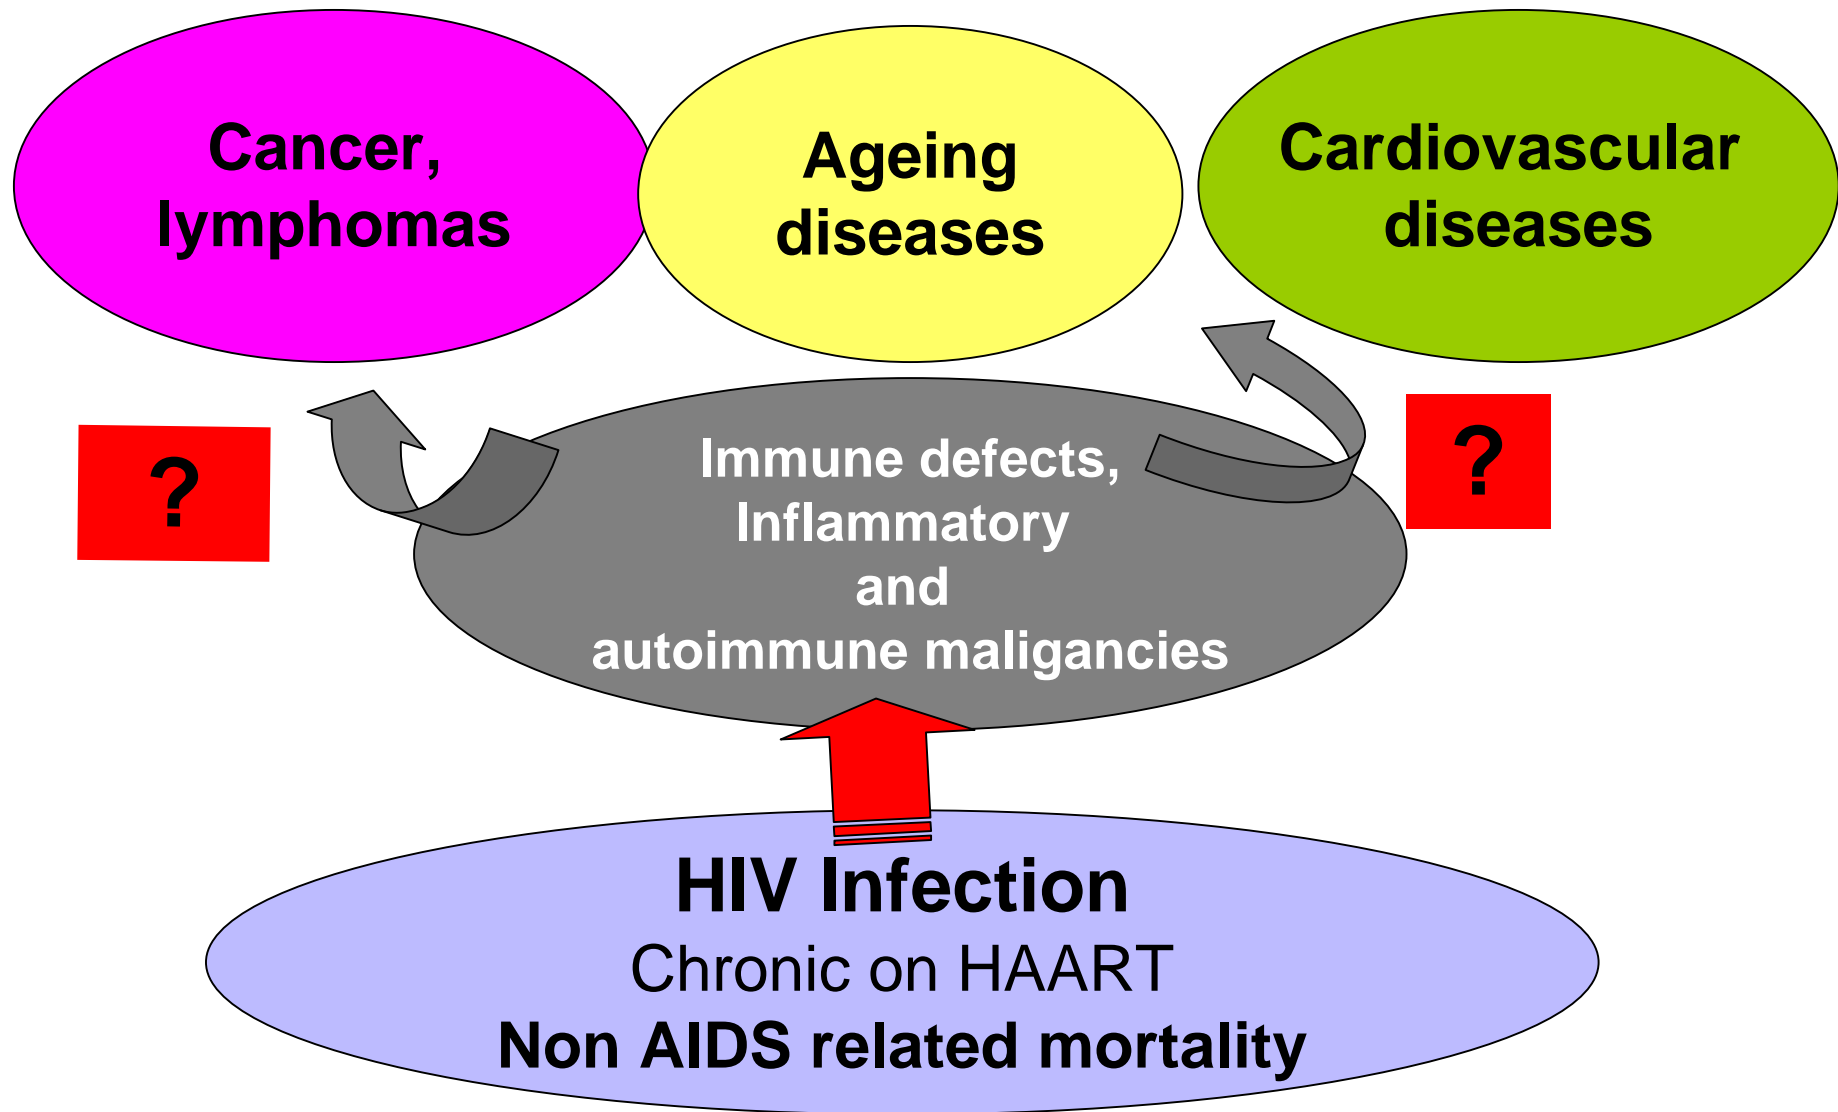 Cancer,
lymphomas
Ageing
diseases
Cardiovascular
diseases
?
Immune defects,
Inflammatory
and
autoimmune maligancies
?
HIV Infection
Chronic on HAART
Non AIDS related mortality